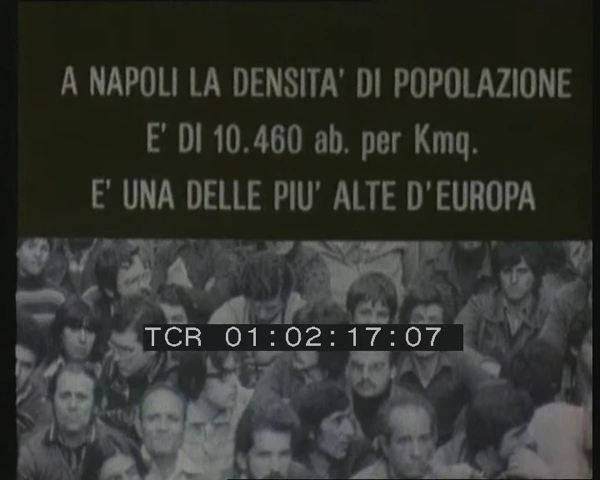 A NAPOLI LA DENSITA' DI POPOLAZIONE
E' DI 10.460 ab. per Kmq.
E' UNA DELLE PIU' ALTE D'EUROPA
TCR 01:02:17:07